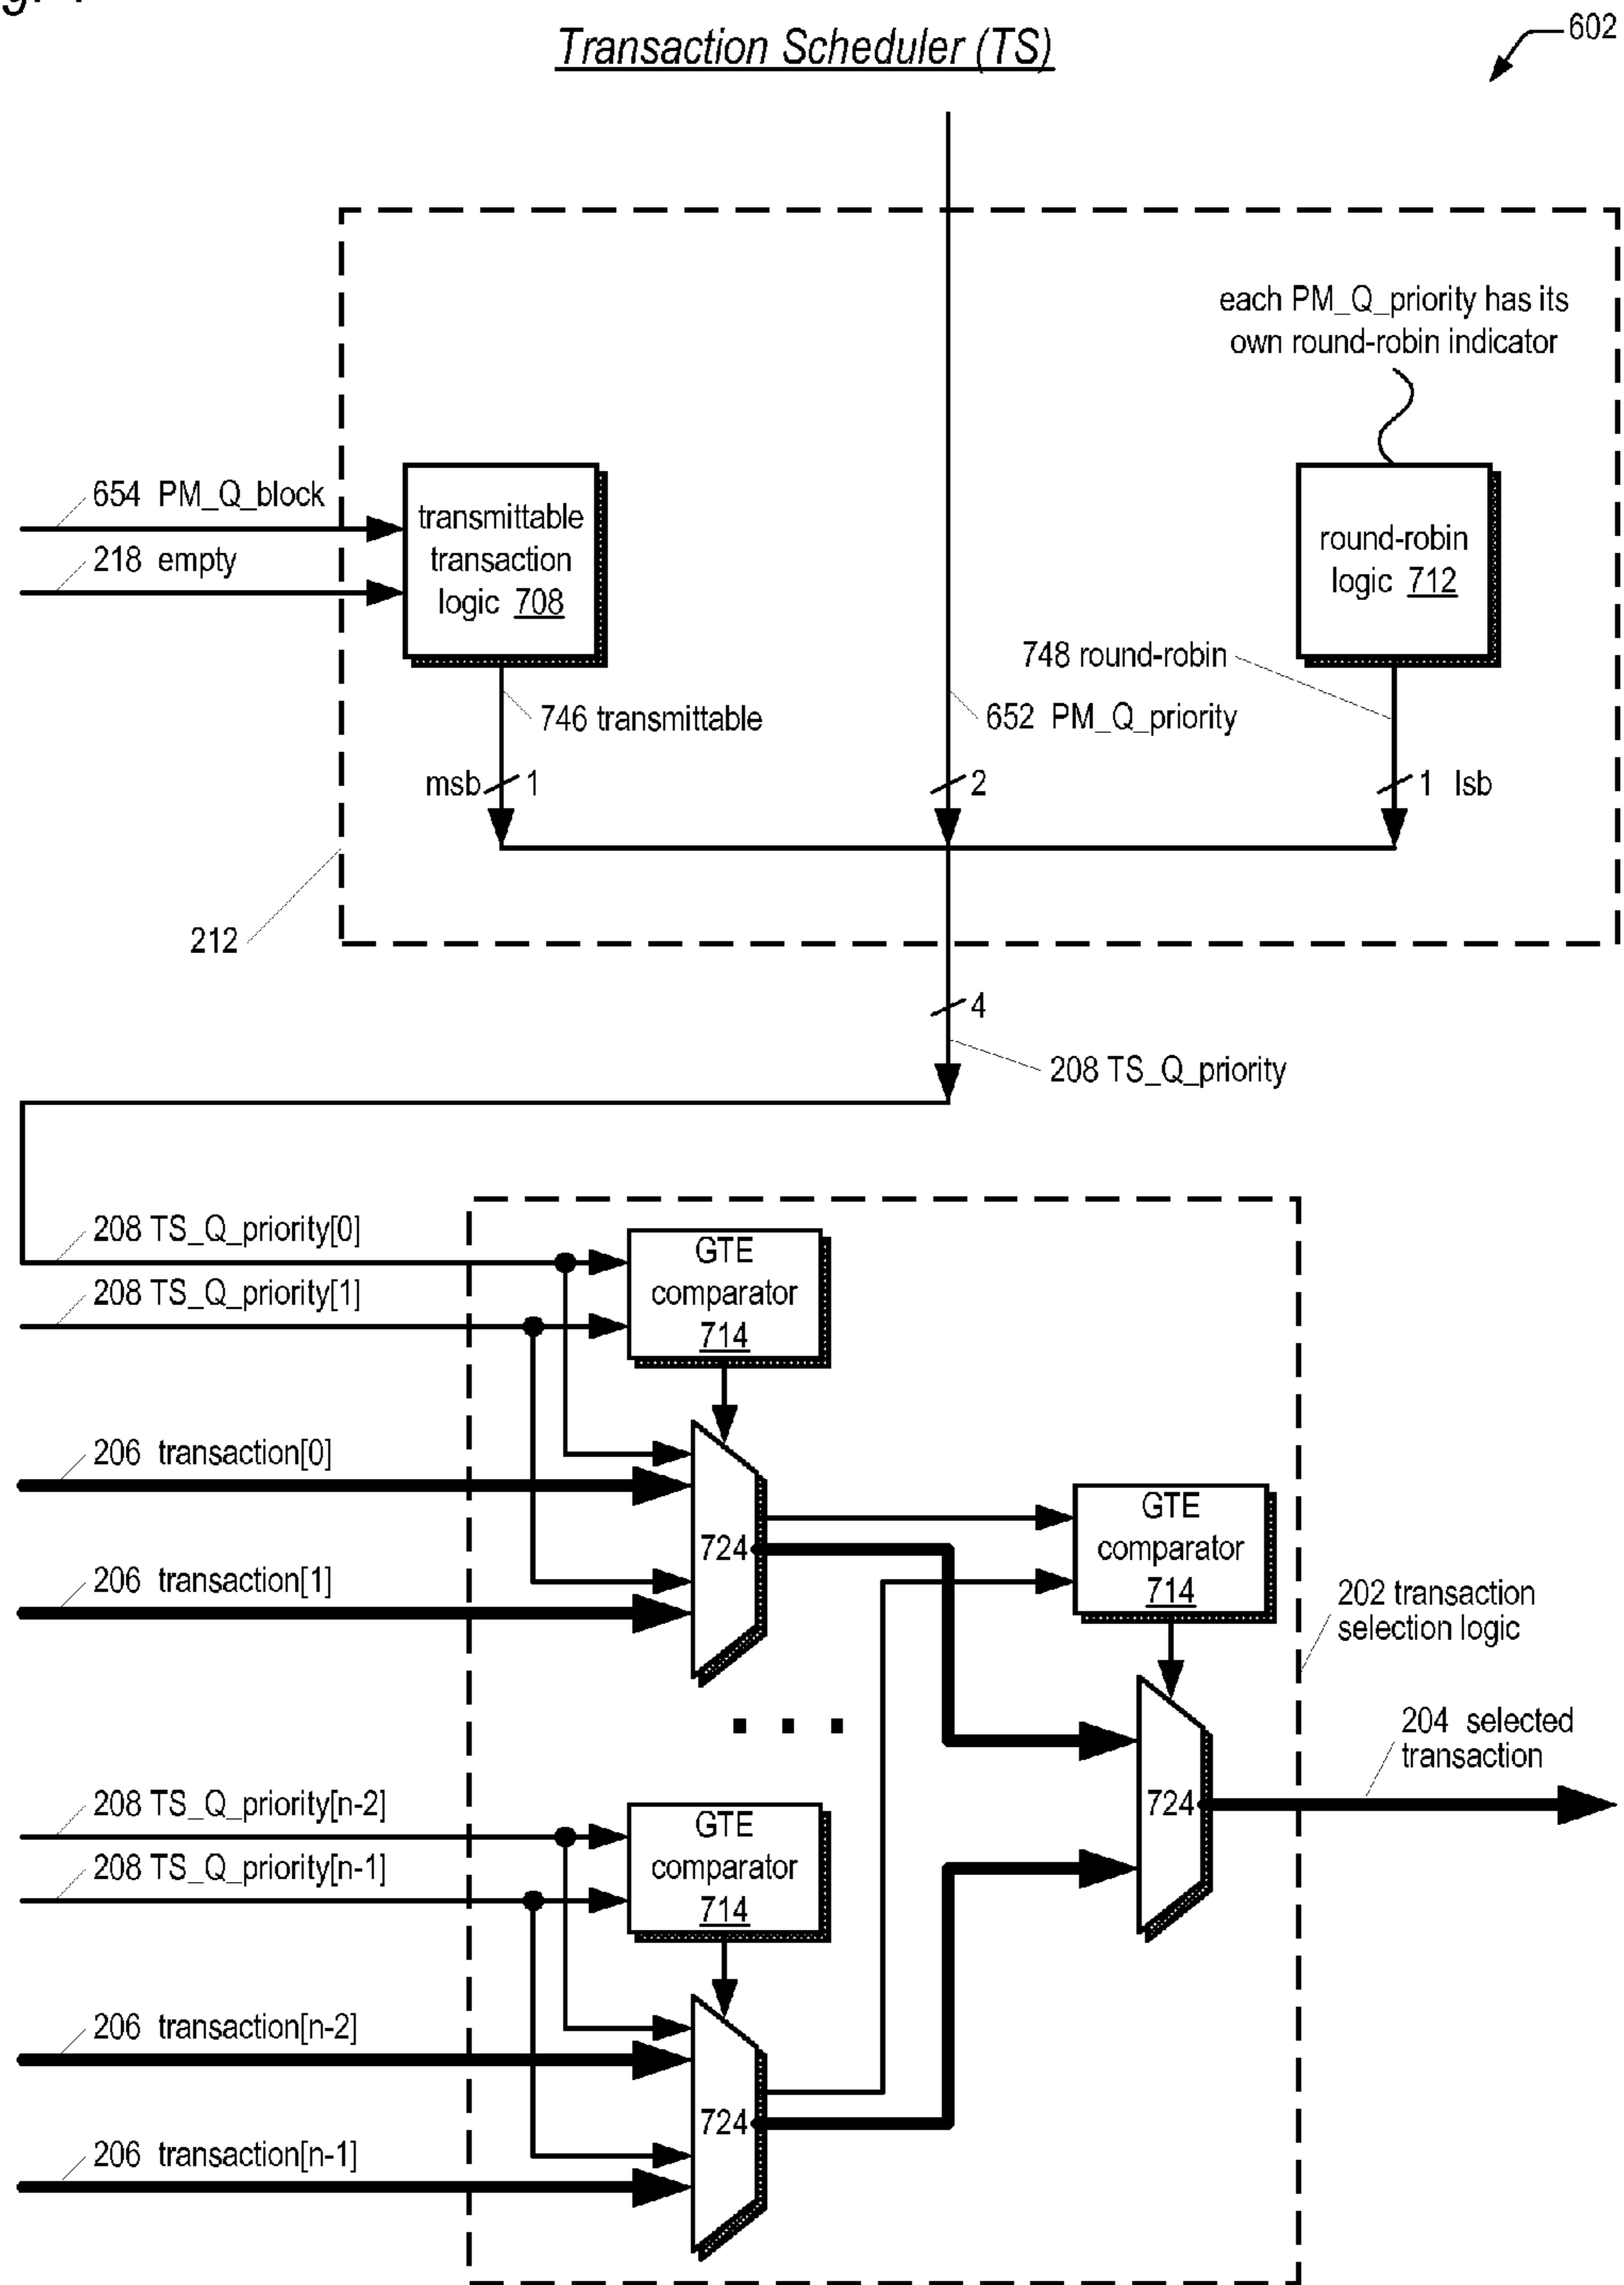 Transaction Scheduler (TS)
602
each PM_Q_priority has its
own round-robin indicator
654 PM_Q_block
218 empty
transmittable
transaction
logic 708
round-robin
logic 712
748 round-robin
746 transmittable
652 PM_Q_priority
msb 1
2
1 lsb
212
4
208 TS_Q_priority
208 TS_Q_priority[0]
208 TS_Q_priority[1]
GTE
comparator
714
206 transaction[0]
206 transaction[1]
724
GTE
comparator
714
202 transaction
selection logic
204 selected
transaction
724
208 TS_Q_priority[n-2]
208 TS_Q_priority[n-1]
GTE
comparator
714
206 transaction[n-2]
206 transaction[n-1]
724